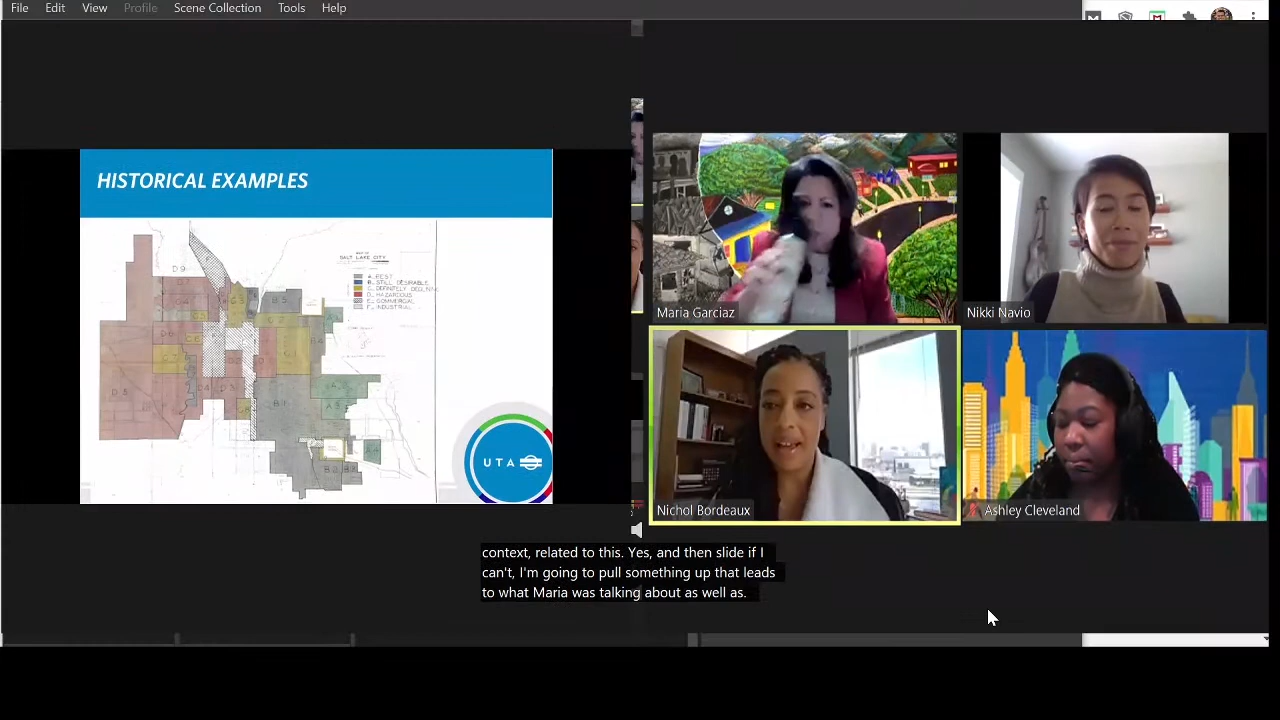 File Edit View Profile Scene Collection Tools Help
HISTORICAL EXAMPLES
SALT LAKE CITY
A. BEST
B. STILL DESIRABLE
C. DEFINITELY DECLINING
D. HAZARDOUS
E. COMMERCIAL
F. INDUSTRIAL
D 9
D7
UTA
Maria Garciaz
Nikki Navio
Nichol Bordeaux
Ashley Cleveland
context, related to this. Yes, and then slide if I
can't, I'm going to pull something up that leads
to what Maria was talking about as well as.